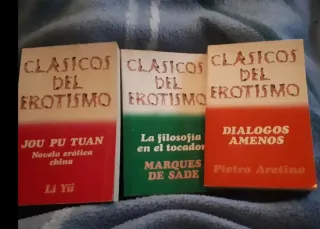 CLASICOS
DEL
EROTISMO
JOU PU TUAN
Novela erótica
china
Li Yü
CLASICOS
DEL
EROTISMO
La filosofía
en el tocador
MARQUES
DE SADE
CLASICOS
DEL
EROTISMO
DIALOGOS
AMENOS
Pietro Aretino